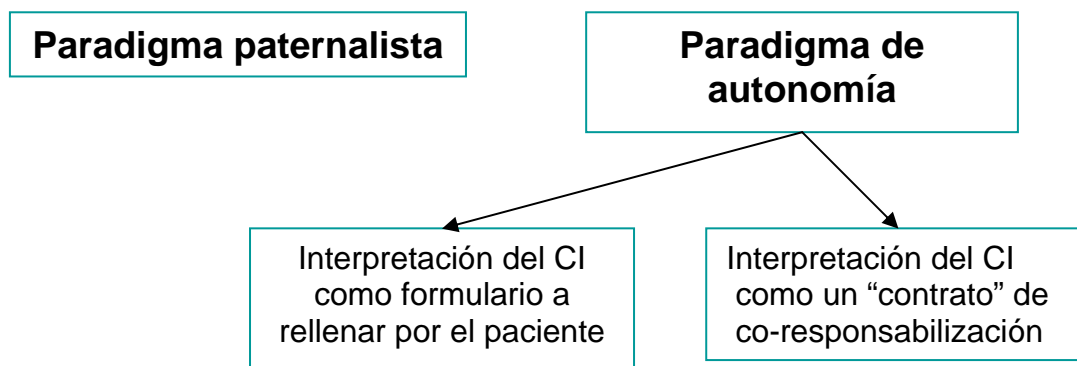 Paradigma paternalista
Paradigma de
autonomía
Interpretación del CI
como formulario a
rellenar por el paciente
Interpretación del CI
como un “contrato” de
co-responsabilización